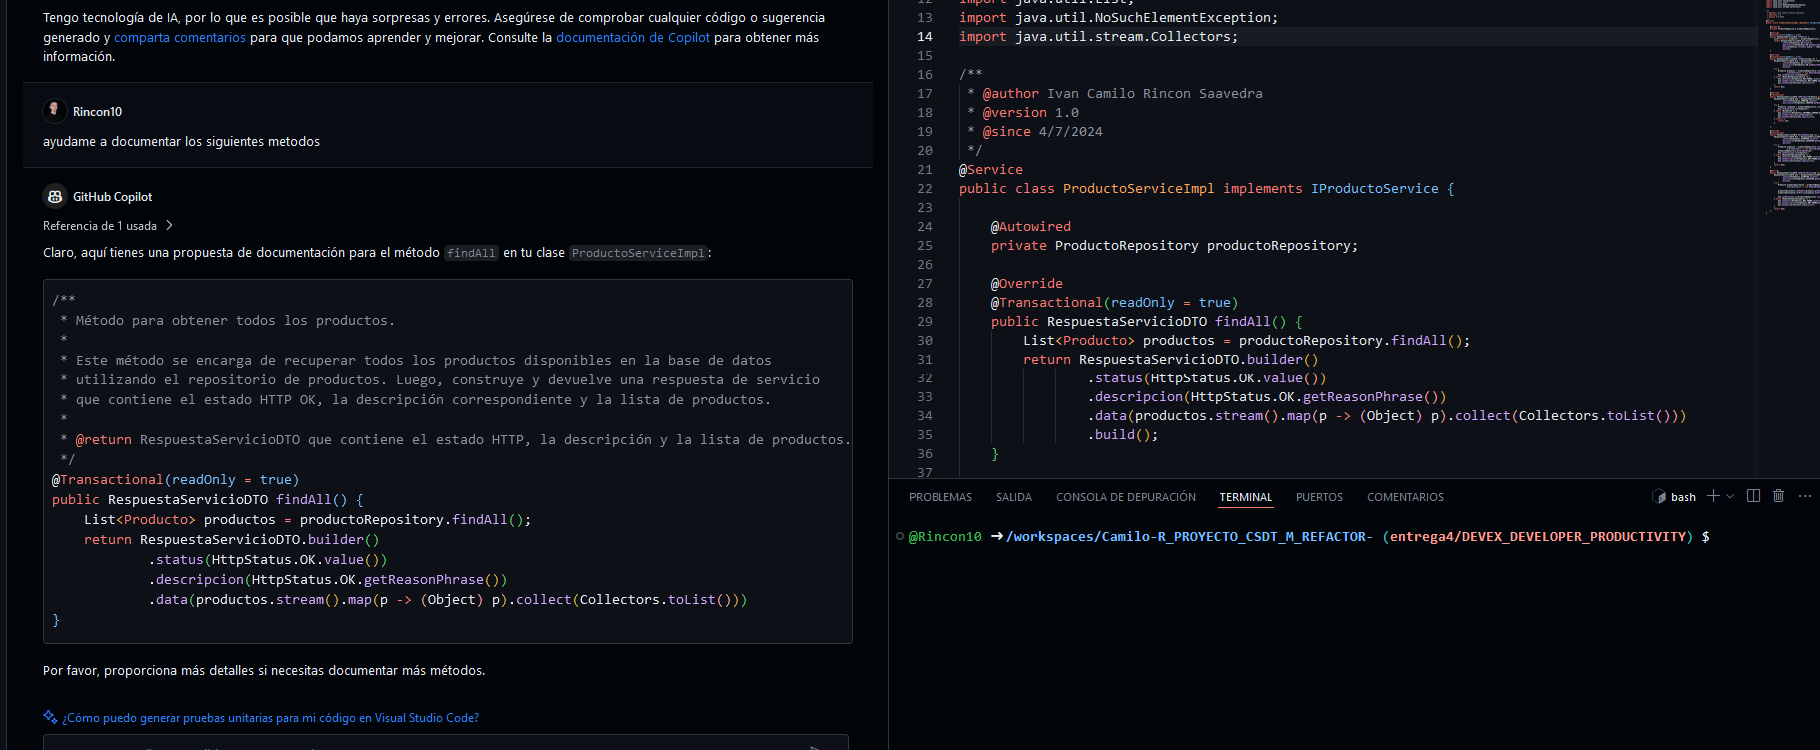 Tengo tecnología de IA, por lo que es posible que haya sorpresas y errores. Asegúrese de comprobar cualquier código o sugerencia
generado y comparta comentarios para que podamos aprender y mejorar. Consulte la documentación de Copilot para obtener más
información.
Rincon10
ayudame a documentar los siguientes metodos
GitHub Copilot
Referencia de 1 usada
Claro, aquí tienes una propuesta de documentación para el método findAll en tu clase ProductoServiceImpl:
/**
 * Método para obtener todos los productos.
 *
 * Este método se encarga de recuperar todos los productos disponibles en la base de datos
 * utilizando el repositorio de productos. Luego, construye y devuelve una respuesta de servicio
 * que contiene el estado HTTP OK, la descripción correspondiente y la lista de productos.
 *
 * @return RespuestaServicioDTO que contiene el estado HTTP, la descripción y la lista de productos.
 */
@Transactional(readOnly = true)
public RespuestaServicioDTO findAll() {
    List<Producto> productos = productoRepository.findAll();
    return RespuestaServicioDTO.builder()
            .status(HttpStatus.OK.value())
            .descripcion(HttpStatus.OK.getReasonPhrase())
            .data(productos.stream().map(p -> (Object) p).collect(Collectors.toList()))
}
Por favor, proporciona más detalles si necesitas documentar más métodos.
¿Cómo puedo generar pruebas unitarias para mi código en Visual Studio Code?
12 import java.util.List;
13 import java.util.NoSuchElementException;
14 import java.util.stream.Collectors;
15
16 /**
17 * @author Ivan Camilo Rincon Saavedra
18 * @version 1.0
19 * @since 4/7/2024
20 */
21 @Service
22 public class ProductoServiceImpl implements IProductoService {
23
24 @Autowired
25 private ProductoRepository productoRepository;
26
27 @Override
28 @Transactional(readOnly = true)
29 public RespuestaServicioDTO findAll() {
30 List<Producto> productos = productoRepository.findAll();
31 return RespuestaServicioDTO.builder()
32 .status(HttpStatus.OK.value())
33 .descripcion(HttpStatus.OK.getReasonPhrase())
34 .data(productos.stream().map(p -> (Object) p).collect(Collectors.toList()))
35 .build();
36 }
37
PROBLEMAS SALIDA CONSOLA DE DEPURACIÓN TERMINAL PUERTOS COMENTARIOS bash
@Rincon10 ➜ /workspaces/Camilo-R_PROYECTO_CSDT_M_REFACTOR- (entrega4/DEVEX_DEVELOPER_PRODUCTIVITY) $